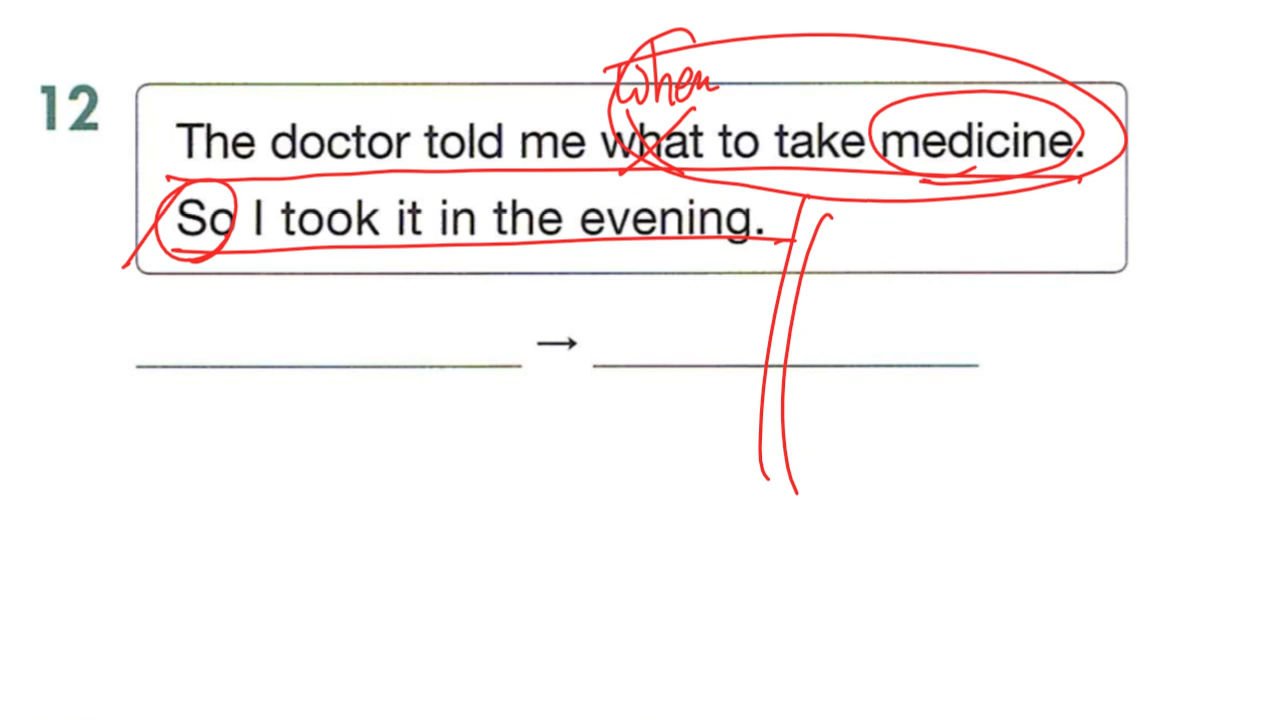 when
12
The doctor told me what to take medicine.
So I took it in the evening.
→